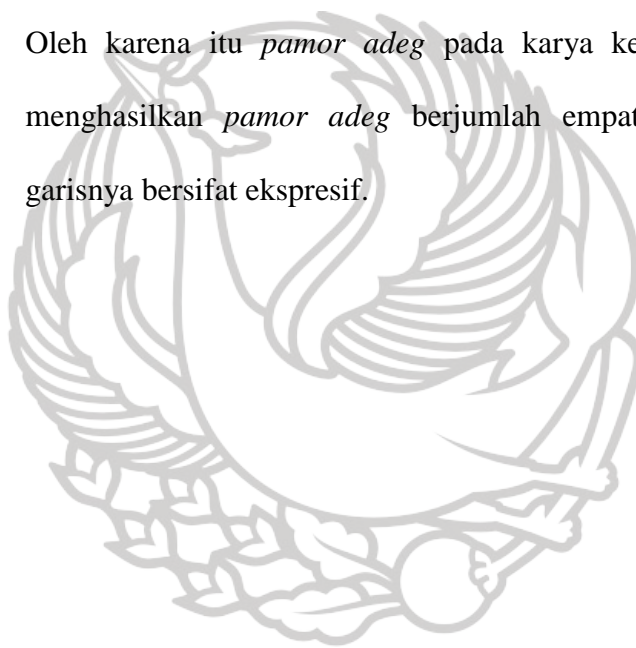 Oleh karena itu pamor adeg pada karya ke
menghasilkan pamor adeg berjumlah empat
garisnya bersifat ekspresif.